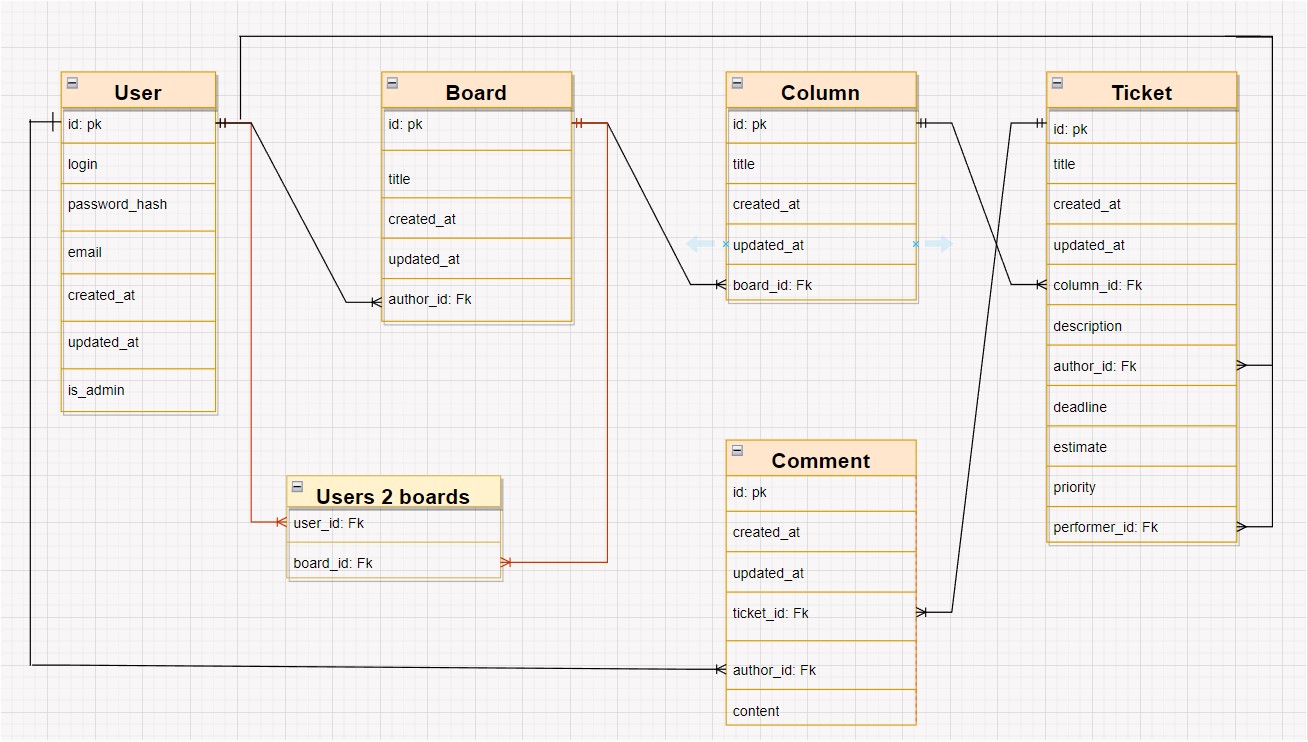 User
id: pk
login
password_hash
email
created_at
updated_at
is_admin
Board
id: pk
title
created_at
updated_at
author_id: Fk
Column
id: pk
title
created_at
updated_at
board_id: Fk
Ticket
id: pk
title
created_at
updated_at
column_id: Fk
description
author_id: Fk
deadline
estimate
priority
performer_id: Fk
Users 2 boards
user_id: Fk
board_id: Fk
Comment
id: pk
created_at
updated_at
ticket_id: Fk
author_id: Fk
content